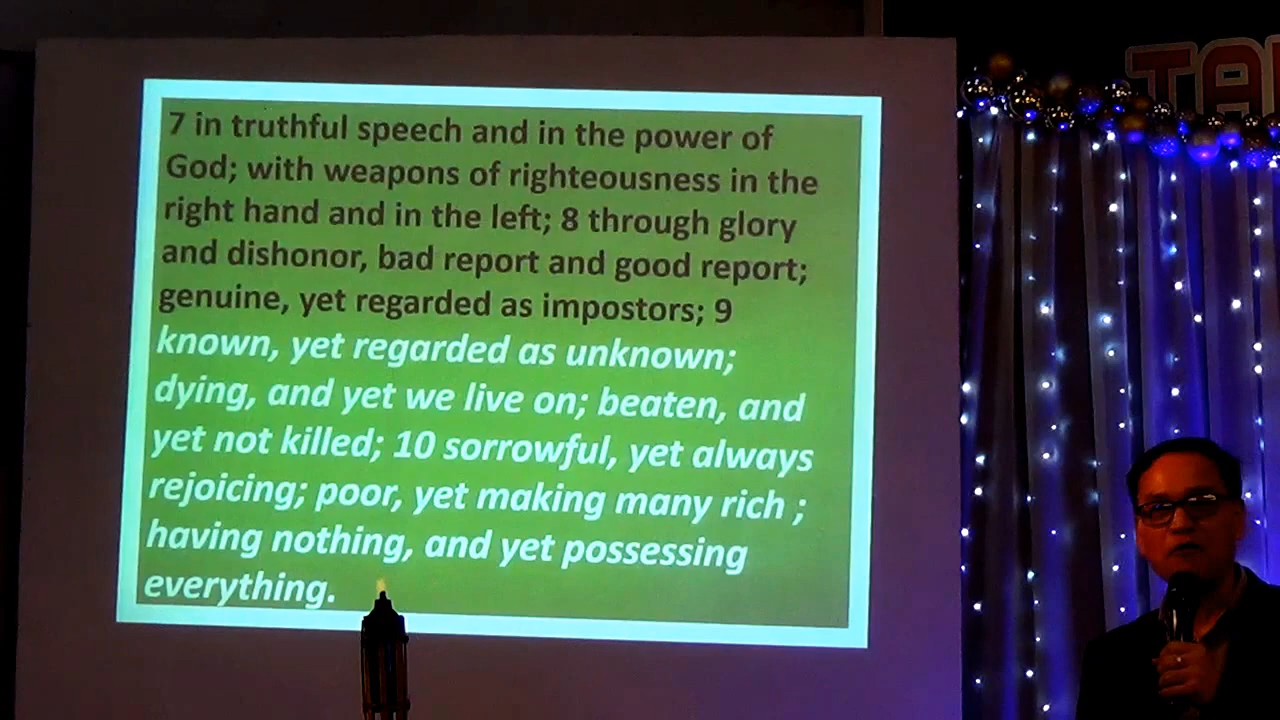 7 in truthful speech and in the power of
God; with weapons of righteousness in the
right hand and in the left; 8 through glory
and dishonor, bad report and good report;
genuine, yet regarded as impostors; 9
known, yet regarded as unknown;
dying, and yet we live on; beaten, and
yet not killed; 10 sorrowful, yet always
rejoicing; poor, yet making many rich ;
having nothing, and yet possessing
everything.